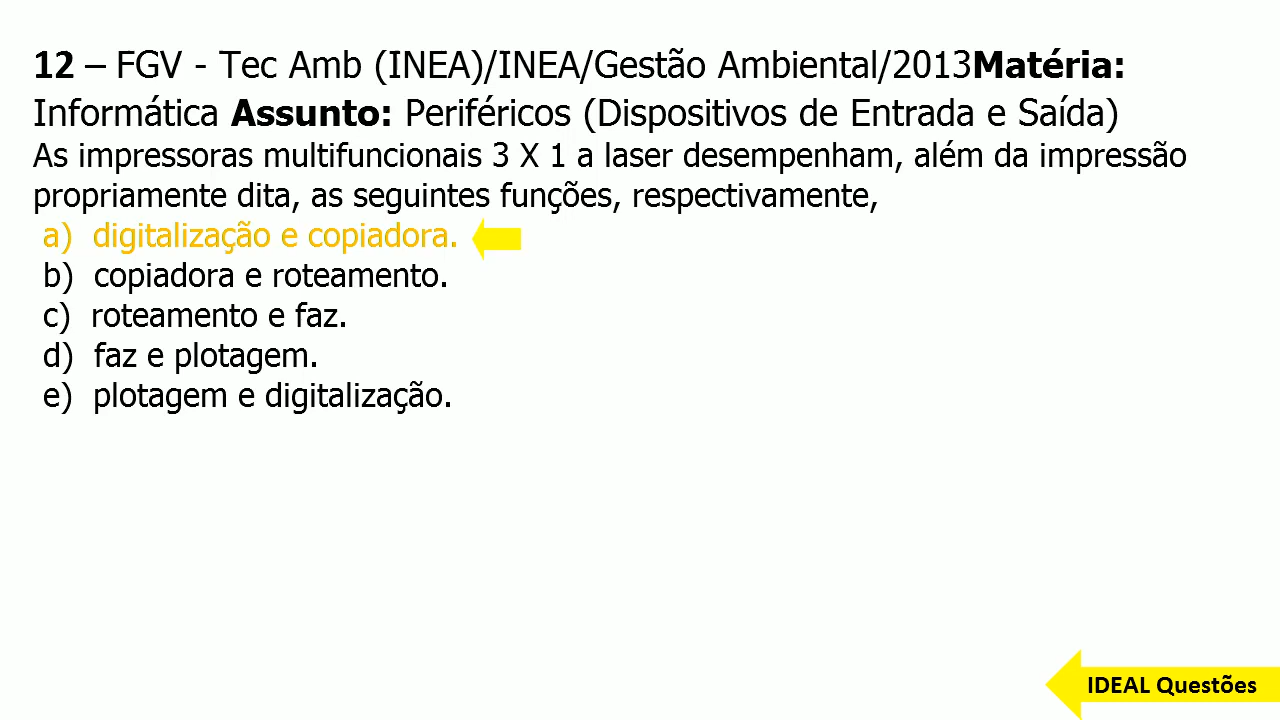 12 – FGV - Tec Amb (INEA)/INEA/Gestão Ambiental/2013Matéria:
Informática Assunto: Periféricos (Dispositivos de Entrada e Saída)
As impressoras multifuncionais 3 X 1 a laser desempenham, além da impressão
propriamente dita, as seguintes funções, respectivamente,
a) digitalização e copiadora.
b) copiadora e roteamento.
c) roteamento e faz.
d) faz e plotagem.
e) plotagem e digitalização.
IDEAL Questões